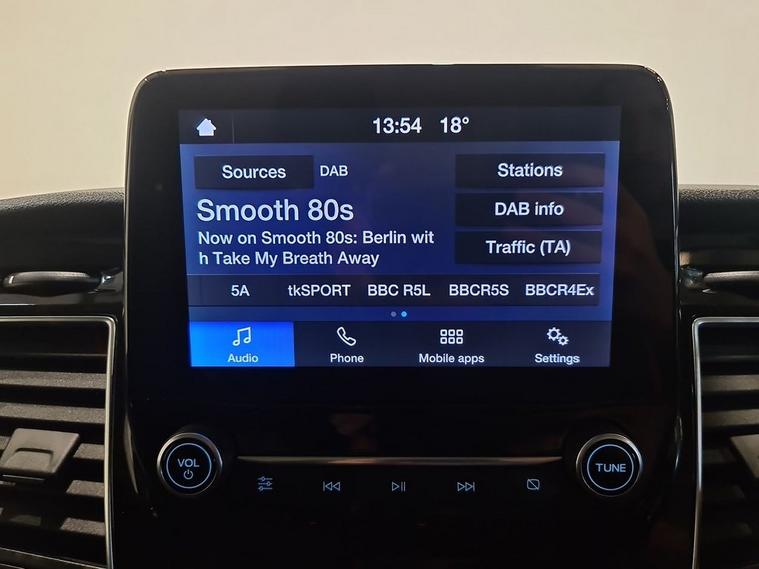 13:54 18°
Sources DAB Stations
Smooth 80s DAB info
Now on Smooth 80s: Berlin wit
h Take My Breath Away
Traffic (TA)
5A tkSPORT BBC R5L BBCR5S BBCR4Ex
Audio Phone Mobile apps Settings
VOL TUNE